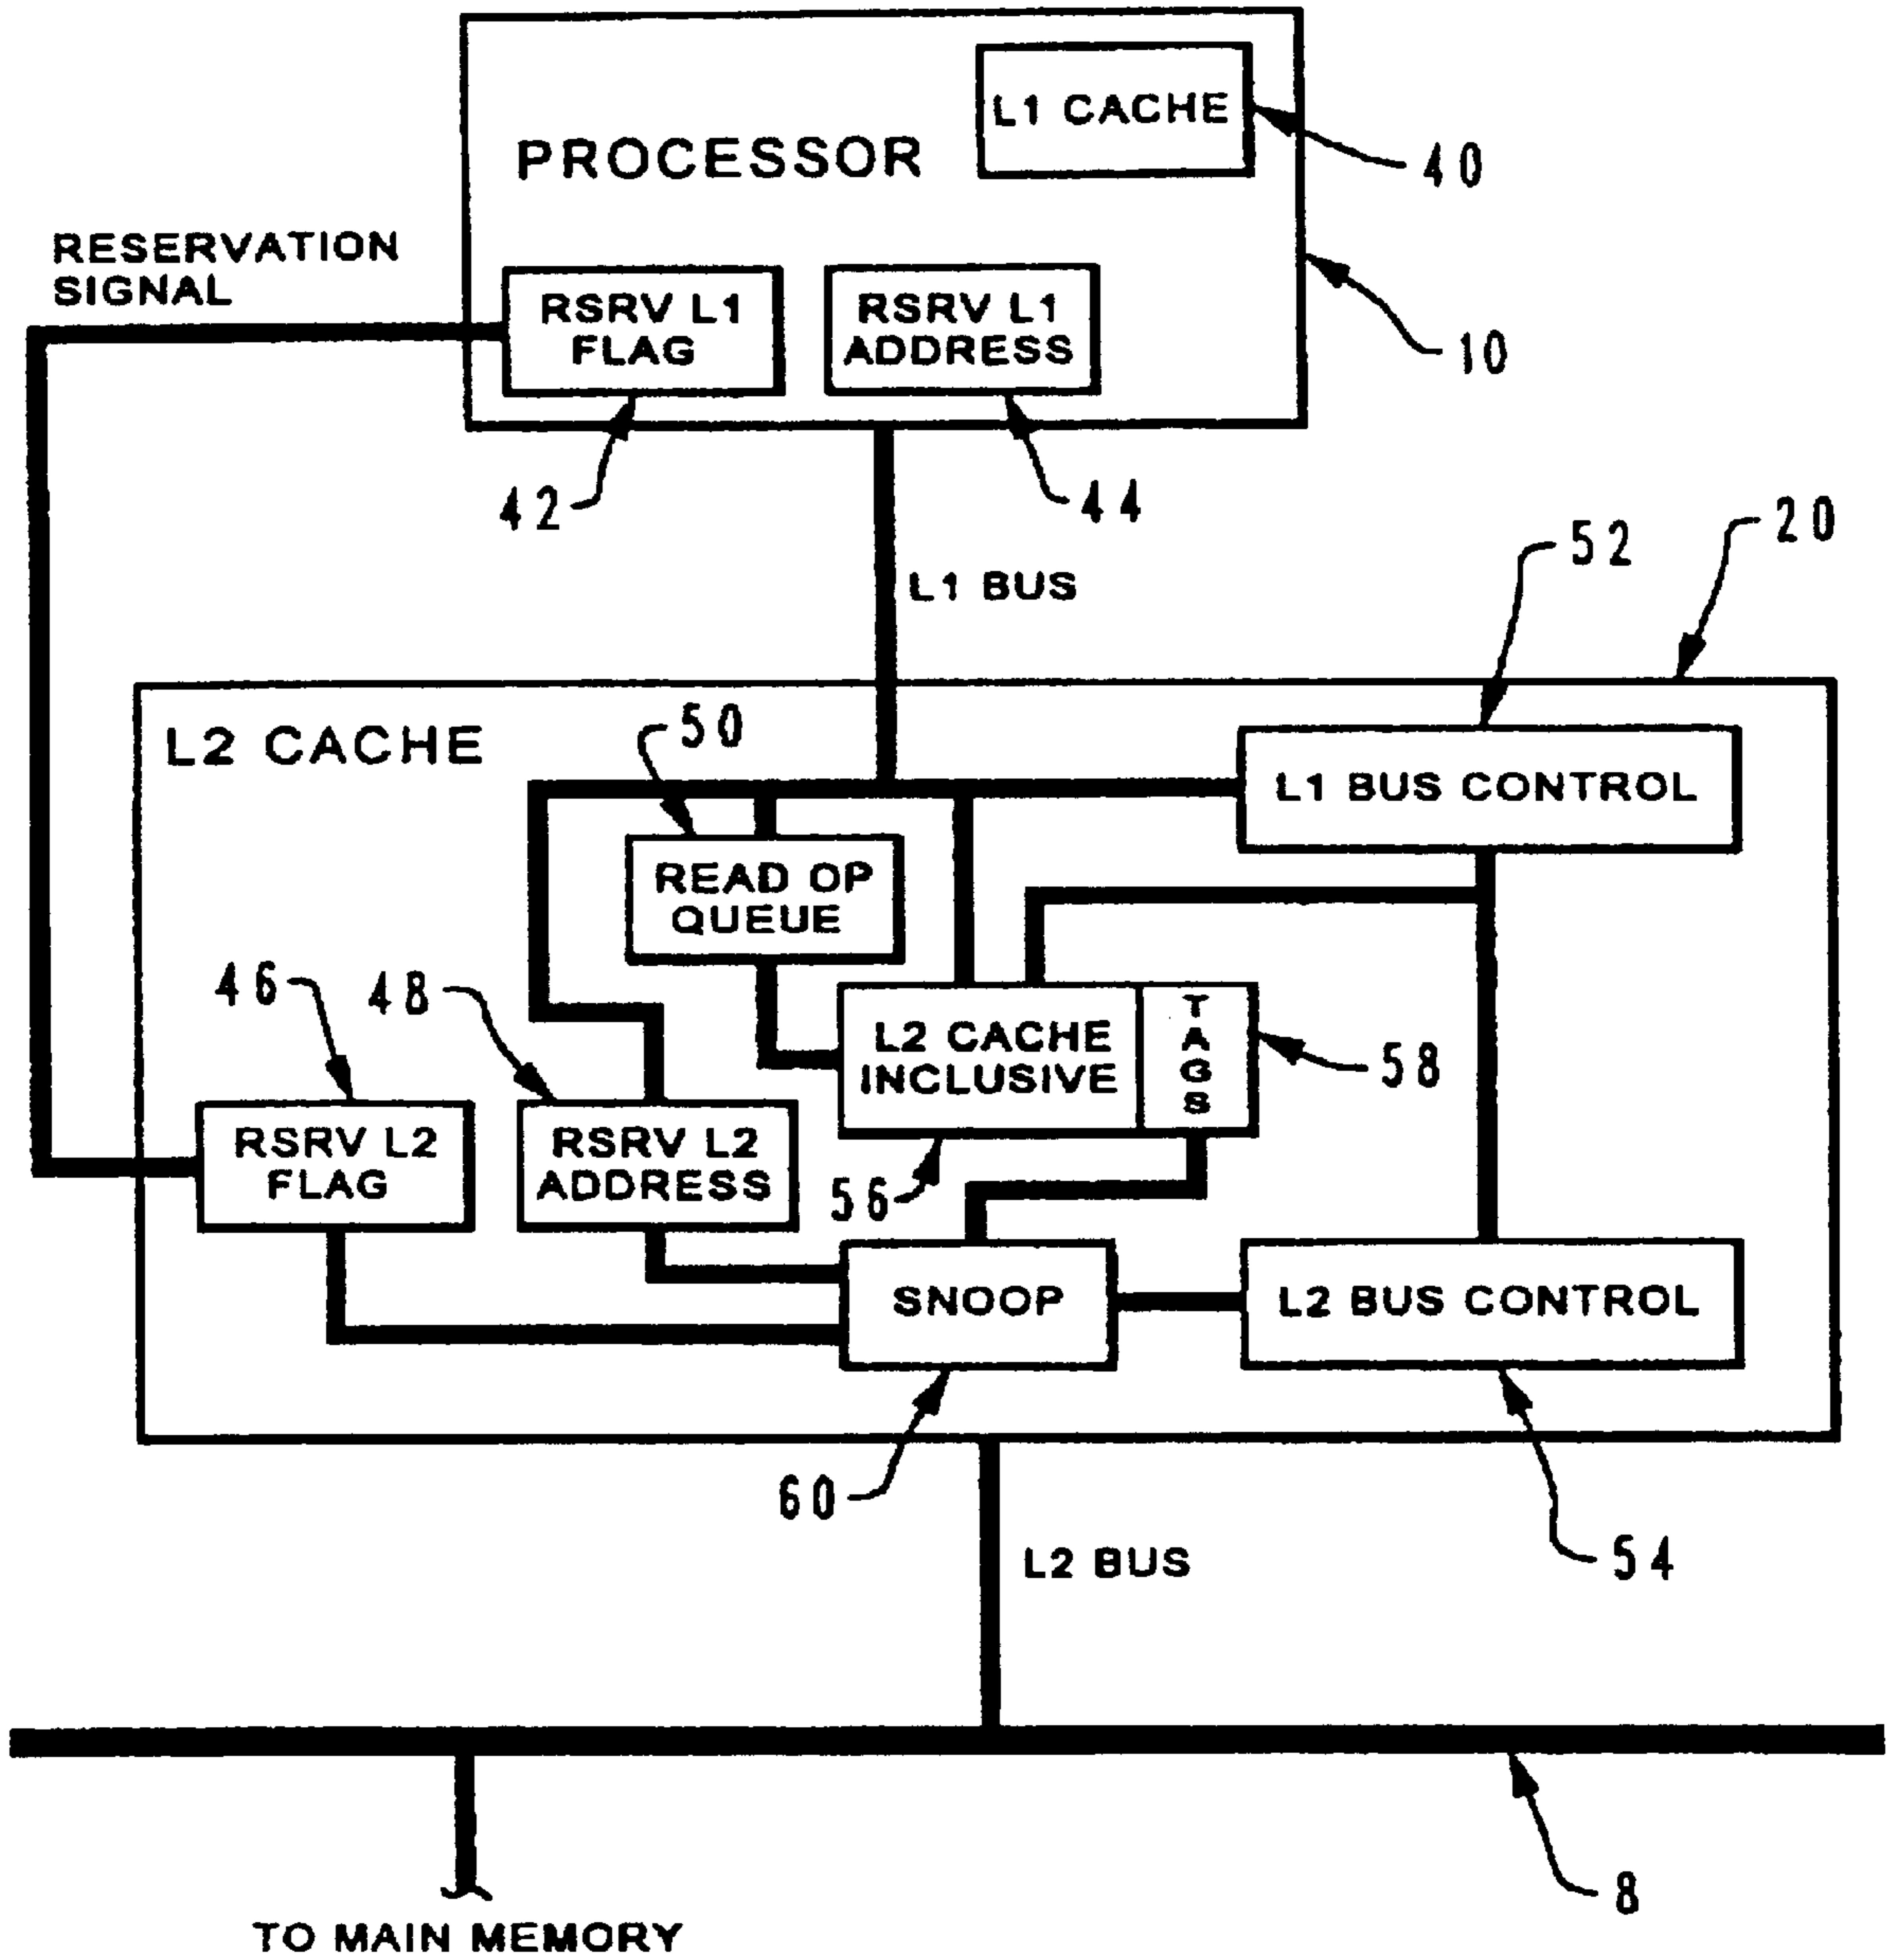 L1 CACHE
PROCESSOR
40
RESERVATION
SIGNAL
RSRV L1
FLAG
RSRV L1
ADDRESS
10
42
44
52
20
L1 BUS
L2 CACHE
50
L1 BUS CONTROL
READ OP
QUEUE
46
48
L2 CACHE
INCLUSIVE
TAGS
58
RSRV L2
FLAG
RSRV L2
ADDRESS
56
SNOOP
L2 BUS CONTROL
60
54
L2 BUS
8
TO MAIN MEMORY